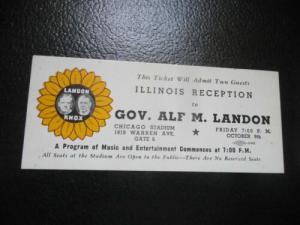 This Ticket Will Admit Two Guests
ILLINOIS RECEPTION
to
GOV. ALF M. LANDON
LANDON
KNOX
CHICAGO STADIUM
1819 WARREN AVE.
GATE 6
FRIDAY 7:00 P. M.
OCTOBER 9th
A Program of Music and Entertainment Commences at 7:00 P.M.
All Seats at the Stadium Are Open to the Public—There Are No Reserved Seats